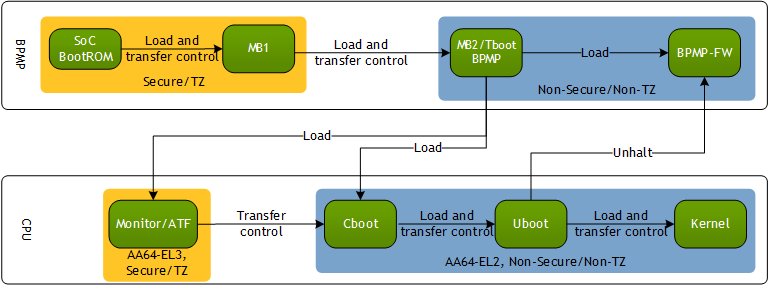 BPMP
SoC
BootROM
Load and
transfer control
MB1
Secure/TZ
Load and
transfer control
MB2/Tboot
BPMP
Load
BPMP-FW
Non-Secure/Non-TZ
Load
Load
Unhalt
CPU
Monitor/ATF
AA64-EL3,
Secure/TZ
Transfer
control
Cboot
Load and
transfer control
Uboot
Load and
transfer control
Kernel
AA64-EL2, Non-Secure/Non-TZ